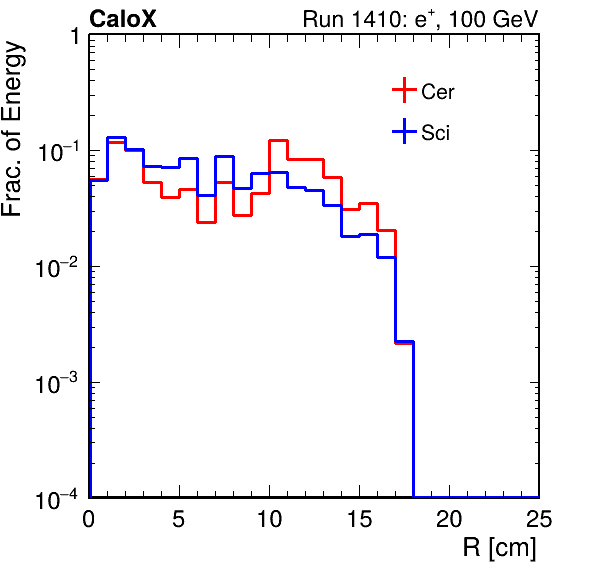 CaloX Run 1410: e⁺, 100 GeV
Frac. of Energy
1
10⁻¹
10⁻²
10⁻³
10⁻⁴
Cer
Sci
0 5 10 15 20 25
R [cm]